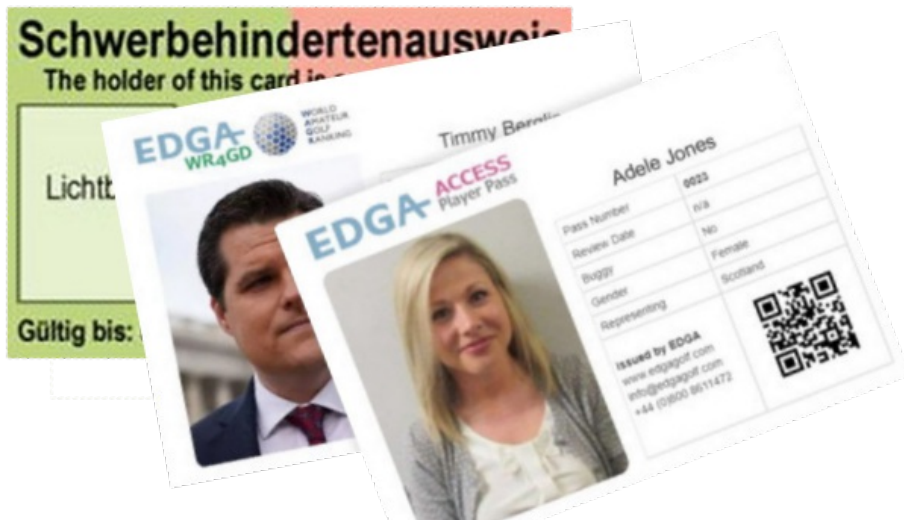 Schwerbehindertenausweis
The holder of this card is
Lichtb
Gültig bis:
EDGA
WR4GD
WORLD
AMATEUR
GOLF
RANKING
Timmy
EDGA ACCESS
Player Pass
Adele Jones
Pass Number 0023
Review Date n/a
Buggy No
Gender Female
Representing Scotland
Issued by EDGA
www.edgagolf.com
info@edgagolf.com
+44 (0)800 8611472